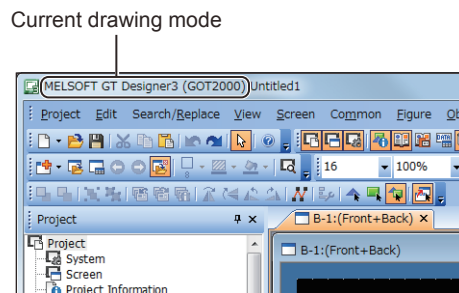 Current drawing mode
MELSOFT GT Designer3 (GOT2000) Untitled1
Project Edit Search/Replace View Screen Common Figure
16 100%
Project
B-1:(Front+Back)
Project
B-1:(Front+Back)
System
Screen
Project Information